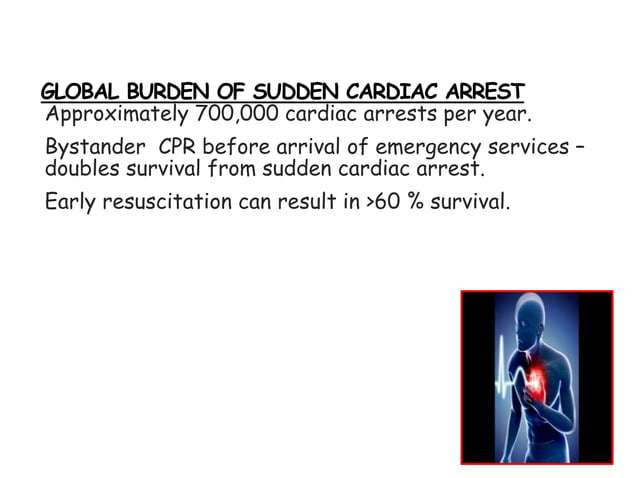 GLOBAL BURDEN OF SUDDEN CARDIAC ARREST
Approximately 700,000 cardiac arrests per year.
Bystander  CPR before arrival of emergency services –
doubles survival from sudden cardiac arrest.
Early resuscitation can result in >60 % survival.